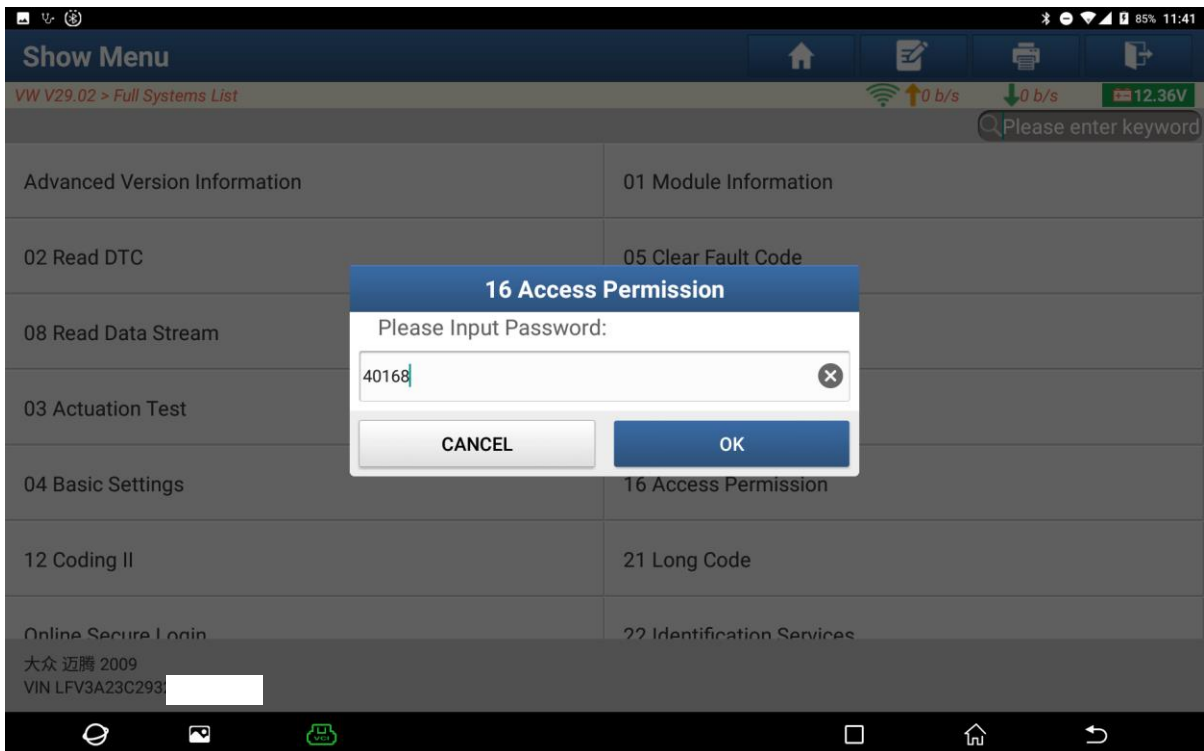 85% 11:41
Show Menu
VW V29.02 > Full Systems List
0 b/s 0 b/s 12.36V
Please enter keyword
Advanced Version Information
01 Module Information
02 Read DTC
05 Clear Fault Code
16 Access Permission
Please Input Password:
08 Read Data Stream
40168
03 Actuation Test
CANCEL
OK
04 Basic Settings
16 Access Permission
12 Coding II
21 Long Code
Online Secure Login
22 Identification Services
大众 迈腾 2009
VIN LFV3A23C293
VCI